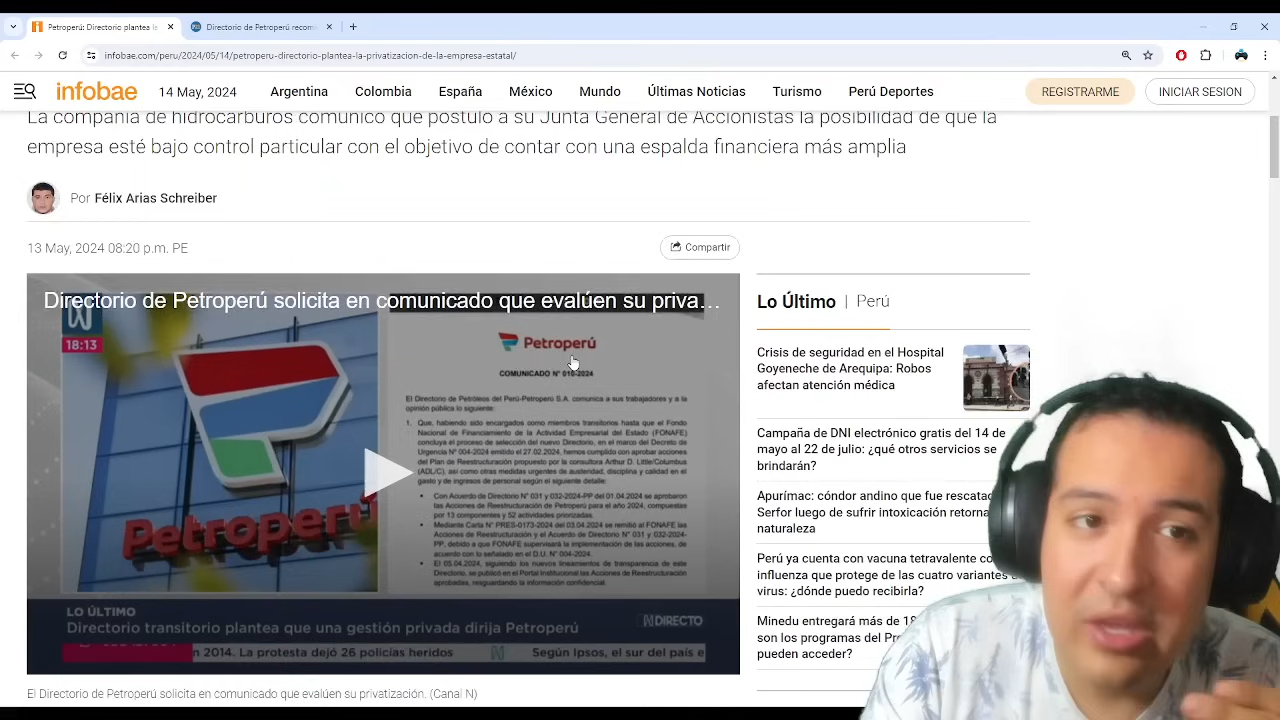 Petroperú: Directorio plantea la
Directorio de Petroperú recom
infobae.com/peru/2024/05/14/petroperu-directorio-plantea-la-privatizacion-de-la-empresa-estatal/
infobae
14 May, 2024
Argentina
Colombia
España
México
Mundo
Últimas Noticias
Turismo
Perú Deportes
REGISTRARME
INICIAR SESION
La compañía de hidrocarburos comunicó que postuló a su Junta General de Accionistas la posibilidad de que la
empresa esté bajo control particular con el objetivo de contar con una espalda financiera más amplia
Por Félix Arias Schreiber
13 May, 2024 08:20 p.m. PE
Compartir
Directorio de Petroperú solicita en comunicado que evalúen su priva...
N
18:13
Petroperú
Petroperú
COMUNICADO N° 010-2024
El Directorio de Petróleos del Perú-Petroperú S.A. comunica a sus trabajadores y a la
opinión pública lo siguiente:
1. Que, habiendo sido encargados como miembros transitorios hasta que el Fondo
Nacional de Financiamiento de la Actividad Empresarial del Estado (FONAFE)
concluya el proceso de selección del nuevo Directorio, en el marco del Decreto de
Urgencia N° 004-2024 emitido el 27.02.2024, hemos cumplido con aprobar acciones
del Plan de Reestructuración propuesto por la consultora Arthur D. Little/Columbus
(ADL/C), así como otras medidas urgentes de austeridad, disciplina y calidad en el
gasto y de ingresos de personal según el siguiente detalle:
• Con Acuerdo de Directorio N° 031 y 032-2024-PP del 01.04.2024 se aprobaron
las Acciones de Reestructuración de Petroperú para el año 2024, compuestas
por 13 componentes y 52 actividades priorizadas.
• Mediante Carta N° PRES-0173-2024 del 03.04.2024 se remitió al FONAFE las
Acciones de Reestructuración y el Acuerdo de Directorio N° 031 y 032-2024-
PP, debido a que FONAFE supervisará la implementación de las acciones, de
acuerdo con lo señalado en el D.U. N° 004-2024.
• El 05.04.2024, siguiendo los nuevos lineamientos de transparencia de este
Directorio, se publicó en el Portal Institucional las Acciones de Reestructuración
aprobadas, resguardando la información confidencial.
LO ÚLTIMO
Directorio transitorio plantea que una gestión privada dirija Petroperú
N DIRECTO
n 2014. La protesta dejó 26 policías heridos
N
Según Ipsos, el sur del país e
El Directorio de Petroperú solicita en comunicado que evalúen su privatización. (Canal N)
Lo Último | Perú
Crisis de seguridad en el Hospital
Goyeneche de Arequipa: Robos
afectan atención médica
Campaña de DNI electrónico gratis del 14 de
mayo al 22 de julio: ¿qué otros servicios se
brindarán?
Apurímac: cóndor andino que fue rescata
Serfor luego de sufrir intoxicación retorna
naturaleza
Perú ya cuenta con vacuna tetravalente co
influenza que protege de las cuatro variantes
virus: ¿dónde puedo recibirla?
Minedu entregará más de 18
son los programas del Pr
pueden acceder?